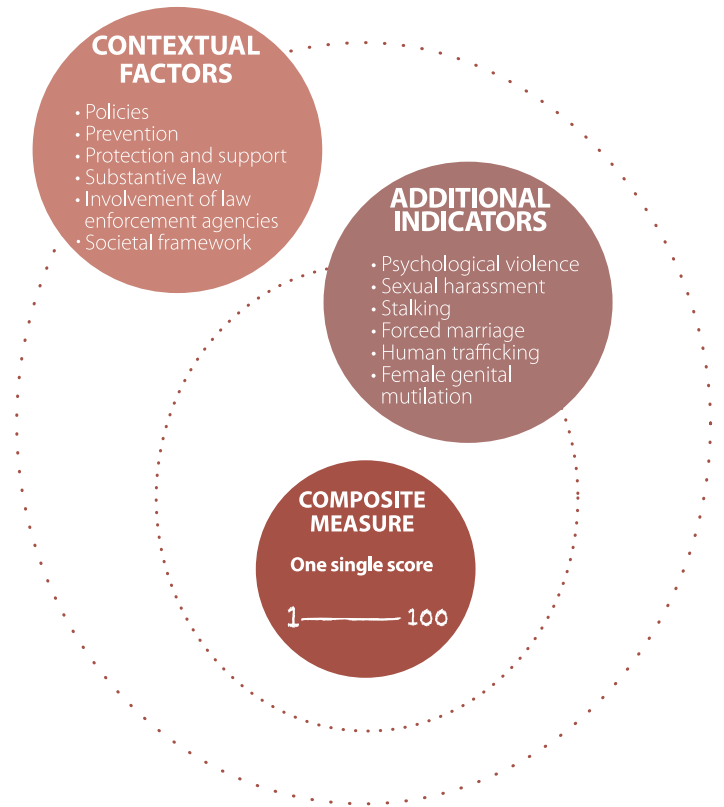 CONTEXTUAL
FACTORS
• Policies
• Prevention
• Protection and support
• Substantive law
• Involvement of law
enforcement agencies
• Societal framework
ADDITIONAL
INDICATORS
• Psychological violence
• Sexual harassment
• Stalking
• Forced marriage
• Human trafficking
• Female genital
mutilation
COMPOSITE
MEASURE
One single score
1 100